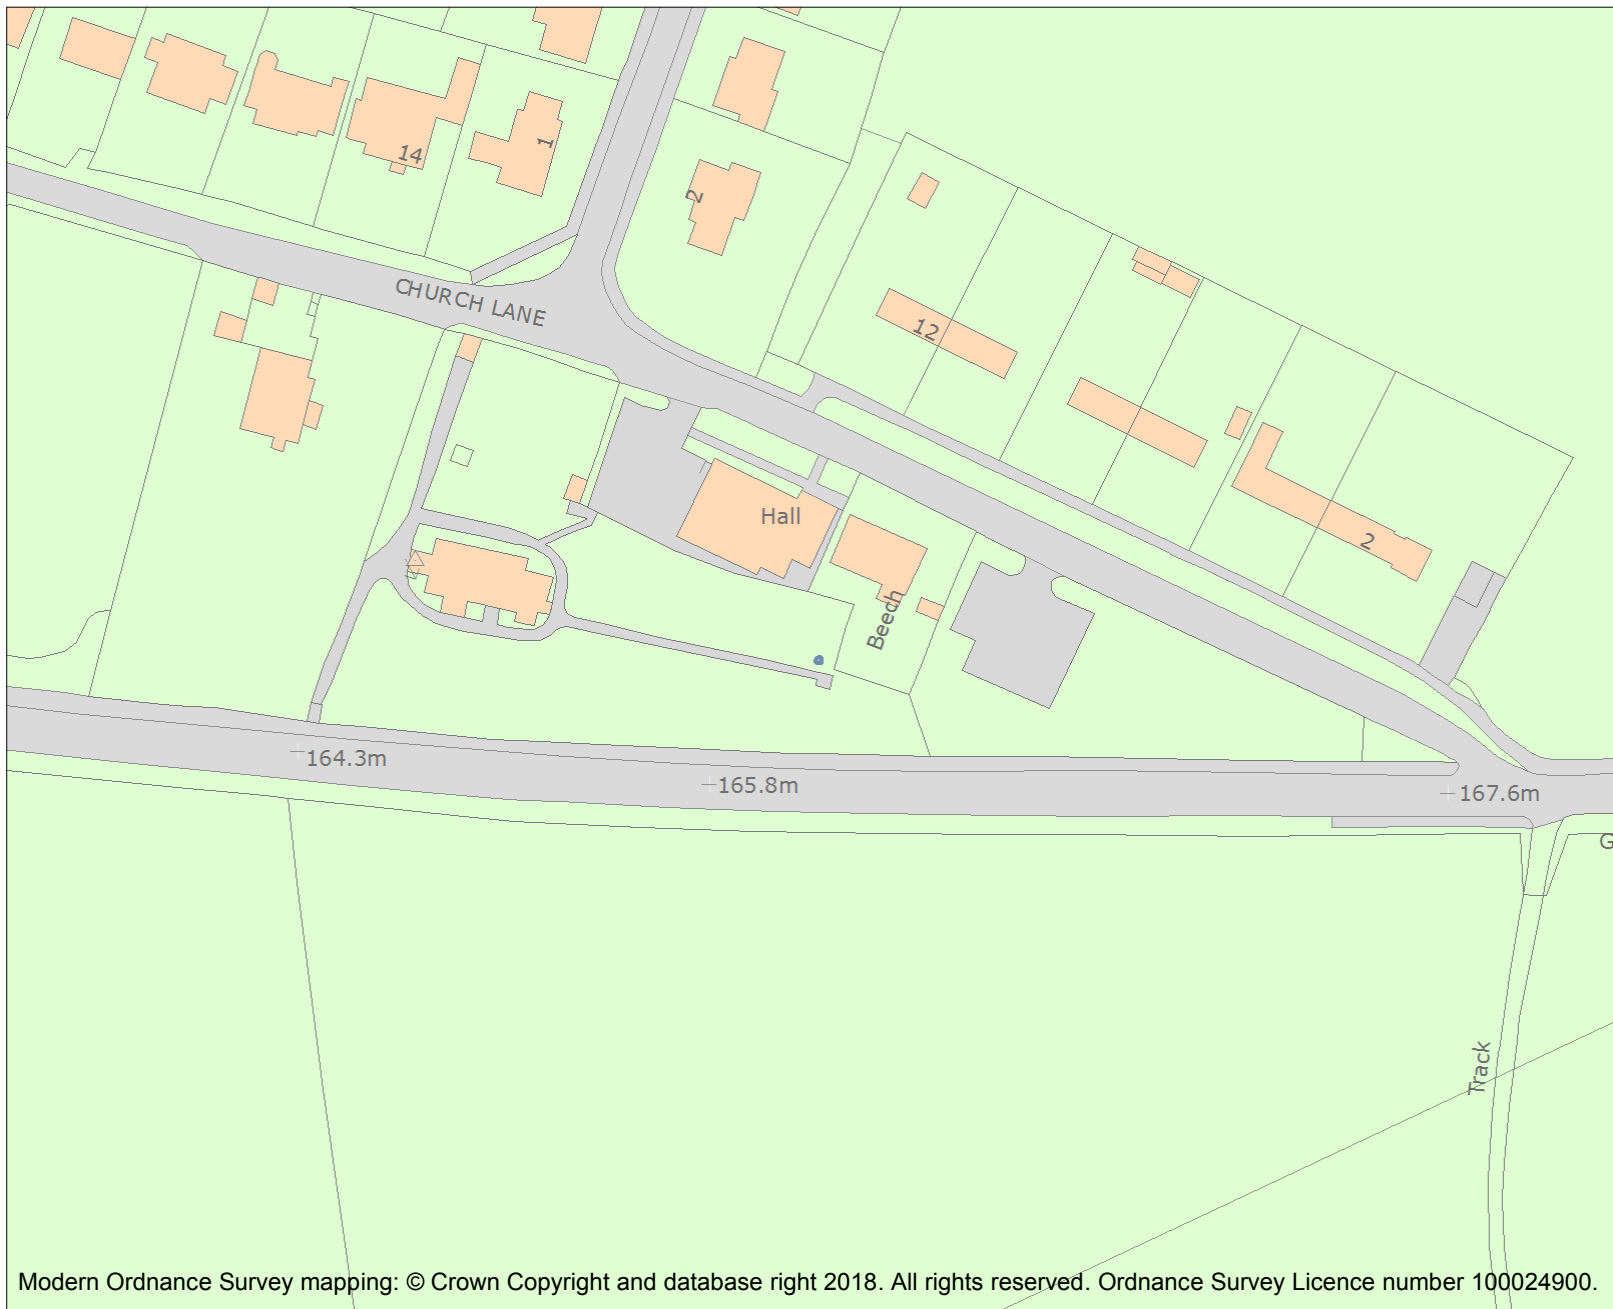 1
14
2
CHURCH LANE
12
Hall
2
Beech
164.3m
165.8m
167.6m
G
Track
Modern Ordnance Survey mapping: © Crown Copyright and database right 2018. All rights reserved. Ordnance Survey Licence number 100024900.